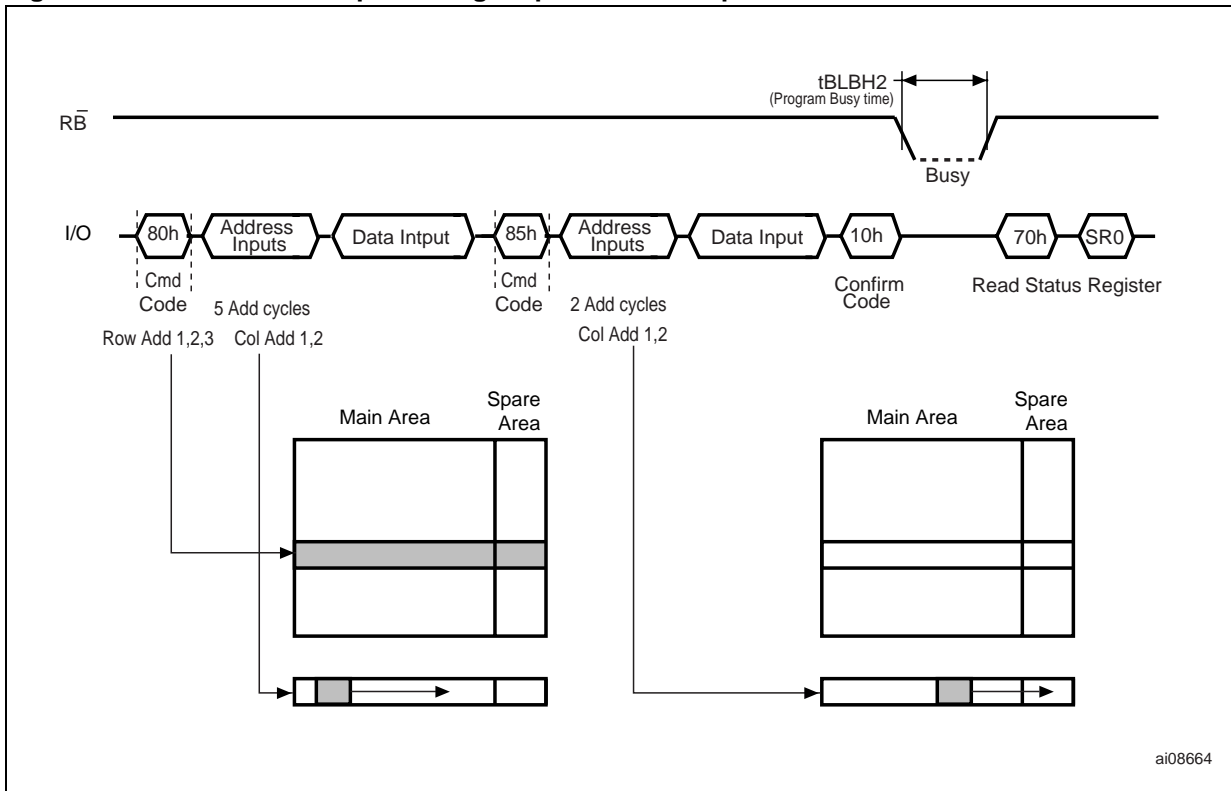 tBLBH2
(Program Busy time)
RB̅
Busy
I/O
80h
Address
Inputs
Data Intput
85h
Address
Inputs
Data Input
10h
70h
SR0
Cmd
Code
Cmd
Code
Confirm
Code
Read Status Register
5 Add cycles
2 Add cycles
Row Add 1,2,3
Col Add 1,2
Col Add 1,2
Main Area
Spare
Area
Main Area
Spare
Area
ai08664